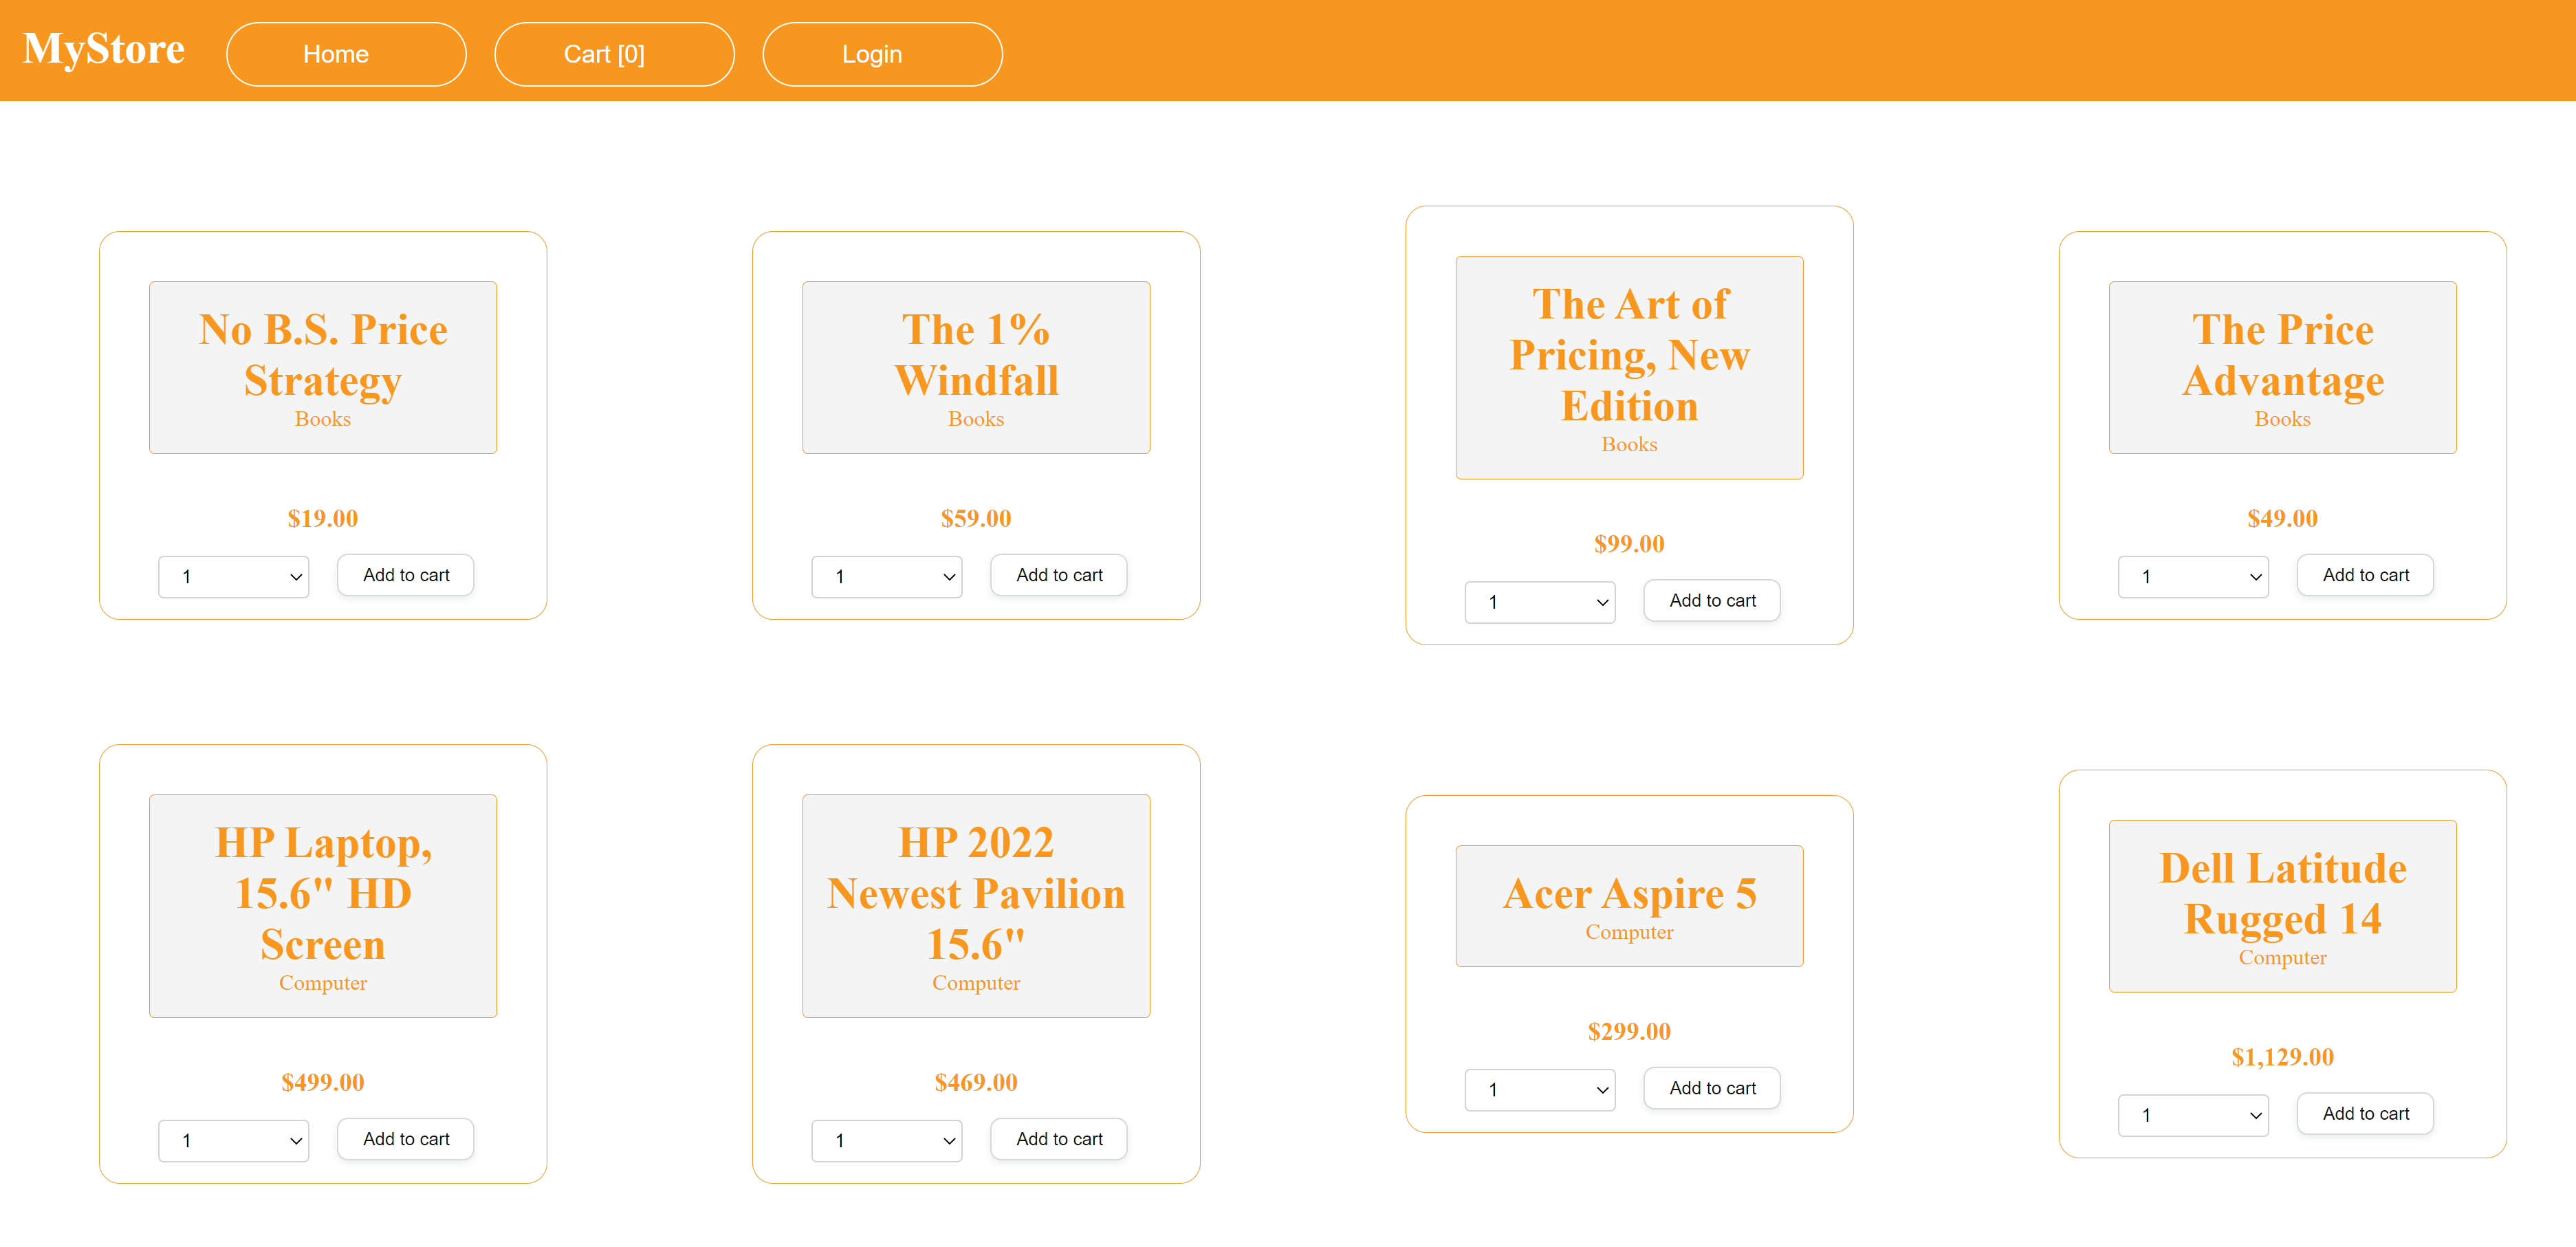 MyStore
Home
Cart [0]
Login
No B.S. Price
Strategy
Books
$19.00
1
Add to cart
The 1%
Windfall
Books
$59.00
1
Add to cart
The Art of
Pricing, New
Edition
Books
$99.00
1
Add to cart
The Price
Advantage
Books
$49.00
1
Add to cart
HP Laptop,
15.6" HD
Screen
Computer
$499.00
1
Add to cart
HP 2022
Newest Pavilion
15.6"
Computer
$469.00
1
Add to cart
Acer Aspire 5
Computer
$299.00
1
Add to cart
Dell Latitude
Rugged 14
Computer
$1,129.00
1
Add to cart